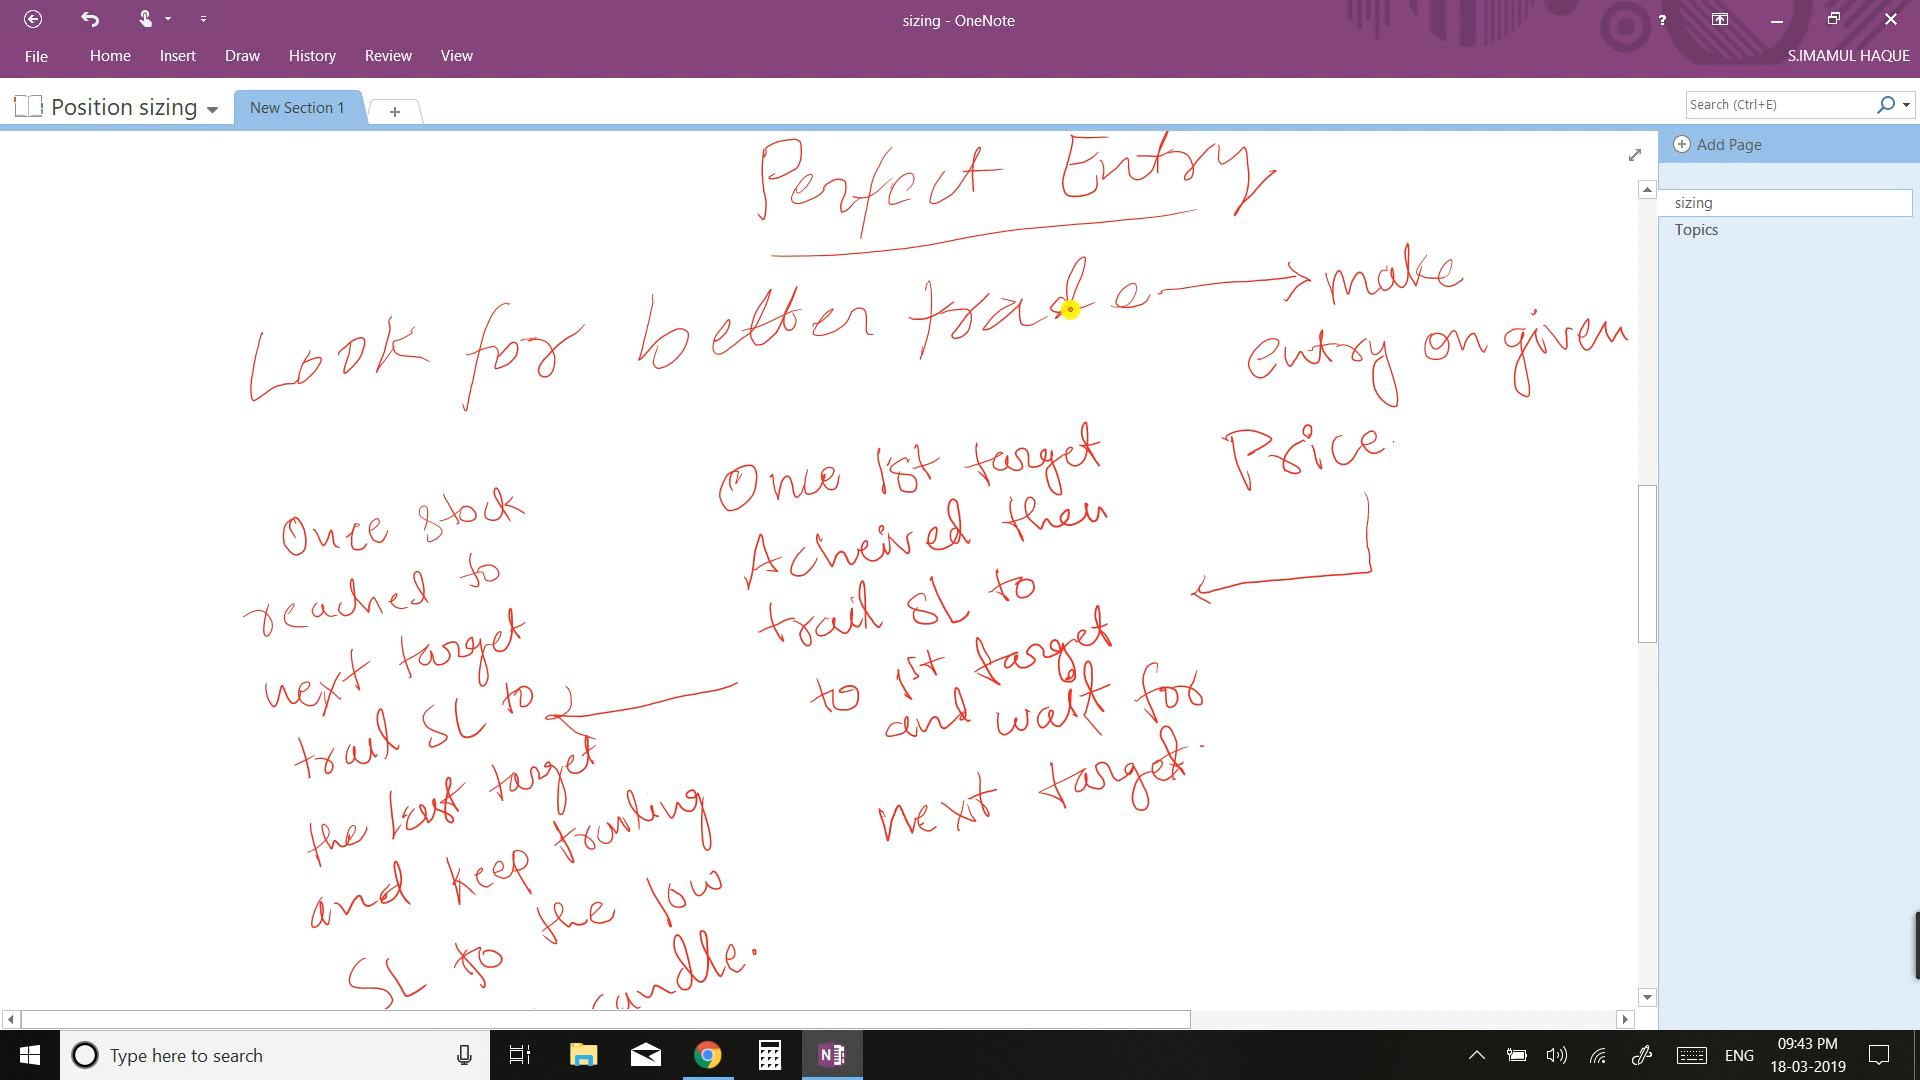 sizing - OneNote
?
File
Home
Insert
Draw
History
Review
View
S.IMAMUL HAQUE
Position sizing
New Section 1
+
Search (Ctrl+E)
Add Page
sizing
Topics
Perfect Entry
Look for better trade → make
entry on given
Price.
Once 1st target
Acheived then
trail SL to
to 1st target
and wait for
next target.
Once stock
reached to
next target
trail SL to
the last target
and keep trailing
SL to the low
candle.
Type here to search
ENG
09:43 PM
18-03-2019